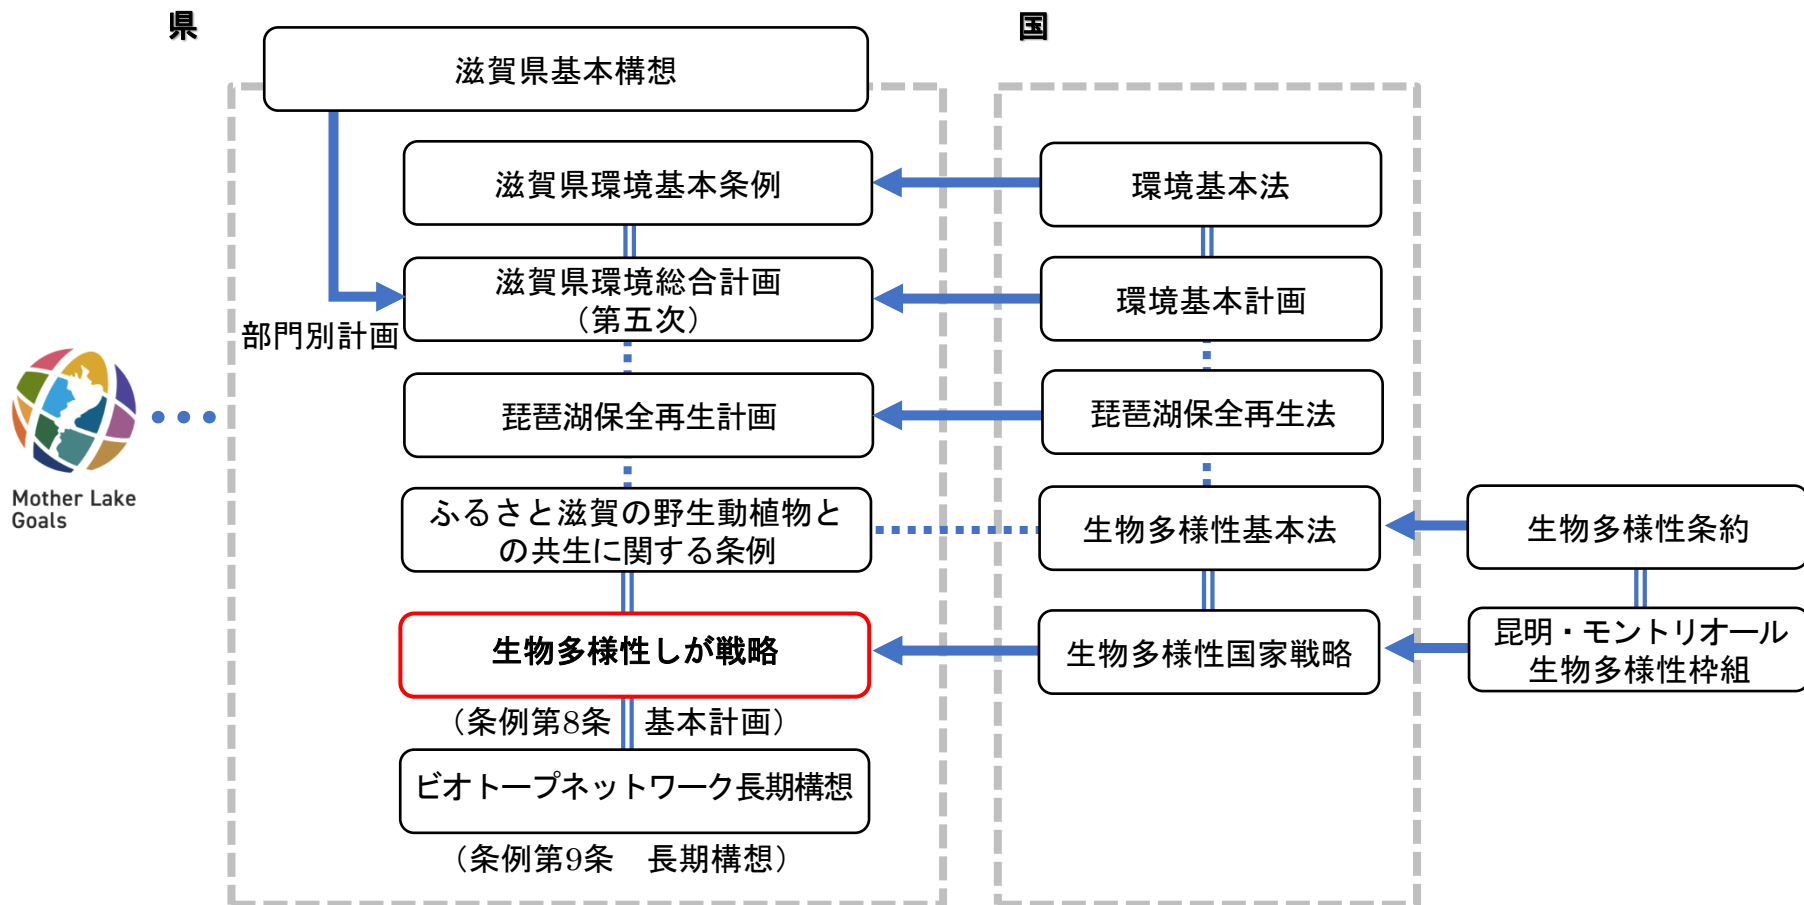 県
国
滋賀県基本構想
滋賀県環境基本条例
環境基本法
滋賀県環境総合計画
（第五次）
環境基本計画
部門別計画
琵琶湖保全再生計画
琵琶湖保全再生法
Mother Lake
Goals
ふるさと滋賀の野生動植物と
の共生に関する条例
生物多様性基本法
生物多様性条約
生物多様性しが戦略
生物多様性国家戦略
昆明・モントリオール
生物多様性枠組
（条例第8条　基本計画）
ビオトープネットワーク長期構想
（条例第9条　長期構想）